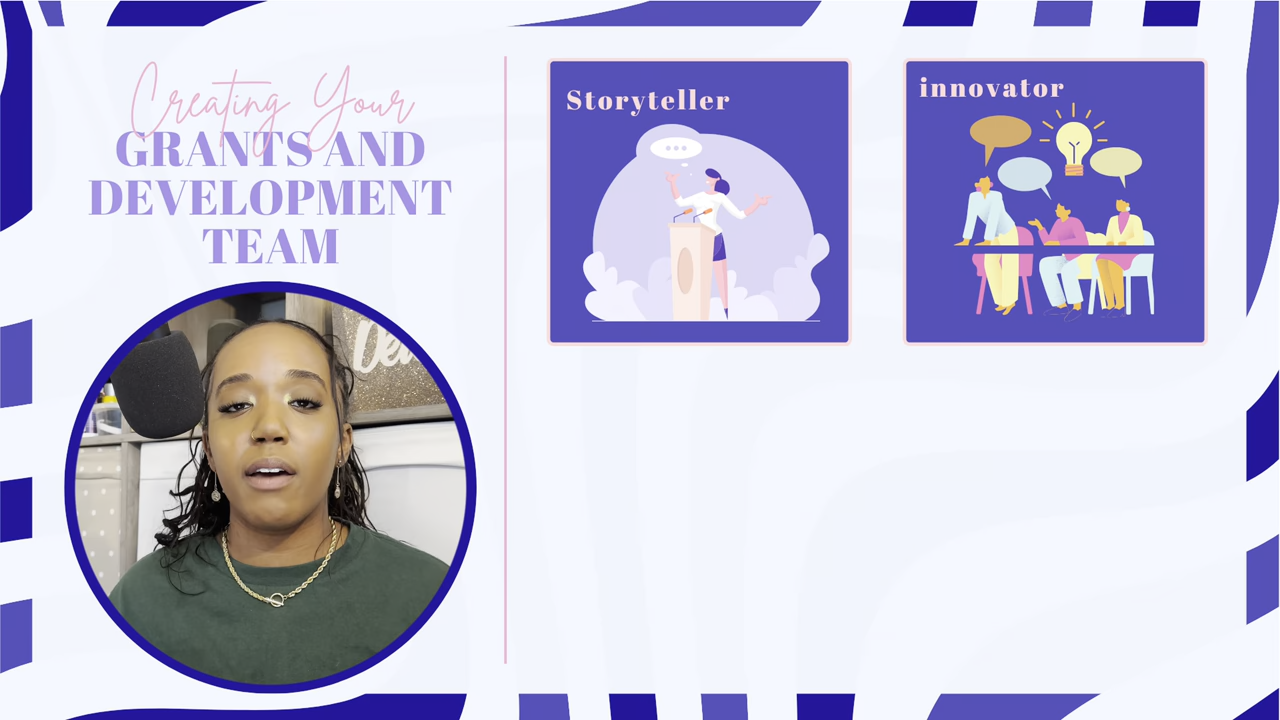 Creating Your
GRANTS AND
DEVELOPMENT
TEAM
Storyteller
innovator